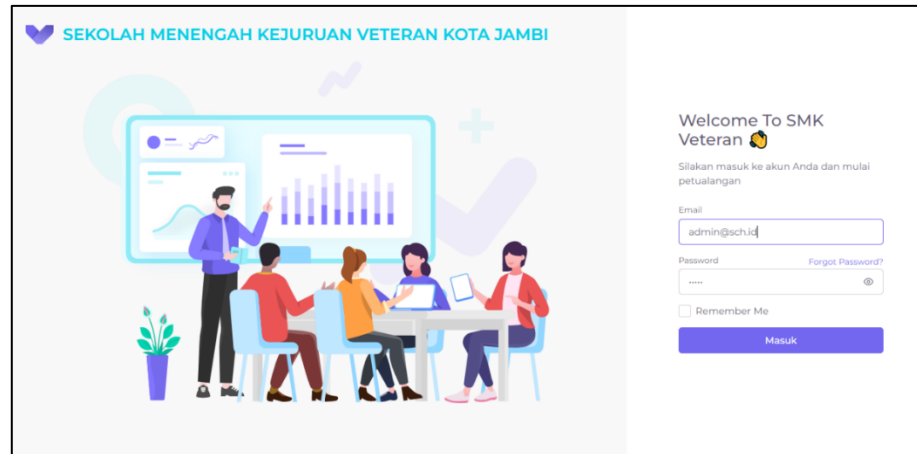 SEKOLAH MENENGAH KEJURUAN VETERAN KOTA JAMBI
Welcome To SMK
Veteran 👏
Silakan masuk ke akun Anda dan mulai
petualangan
Email
admin@sch.id
Password Forgot Password?
•••••
Remember Me
Masuk